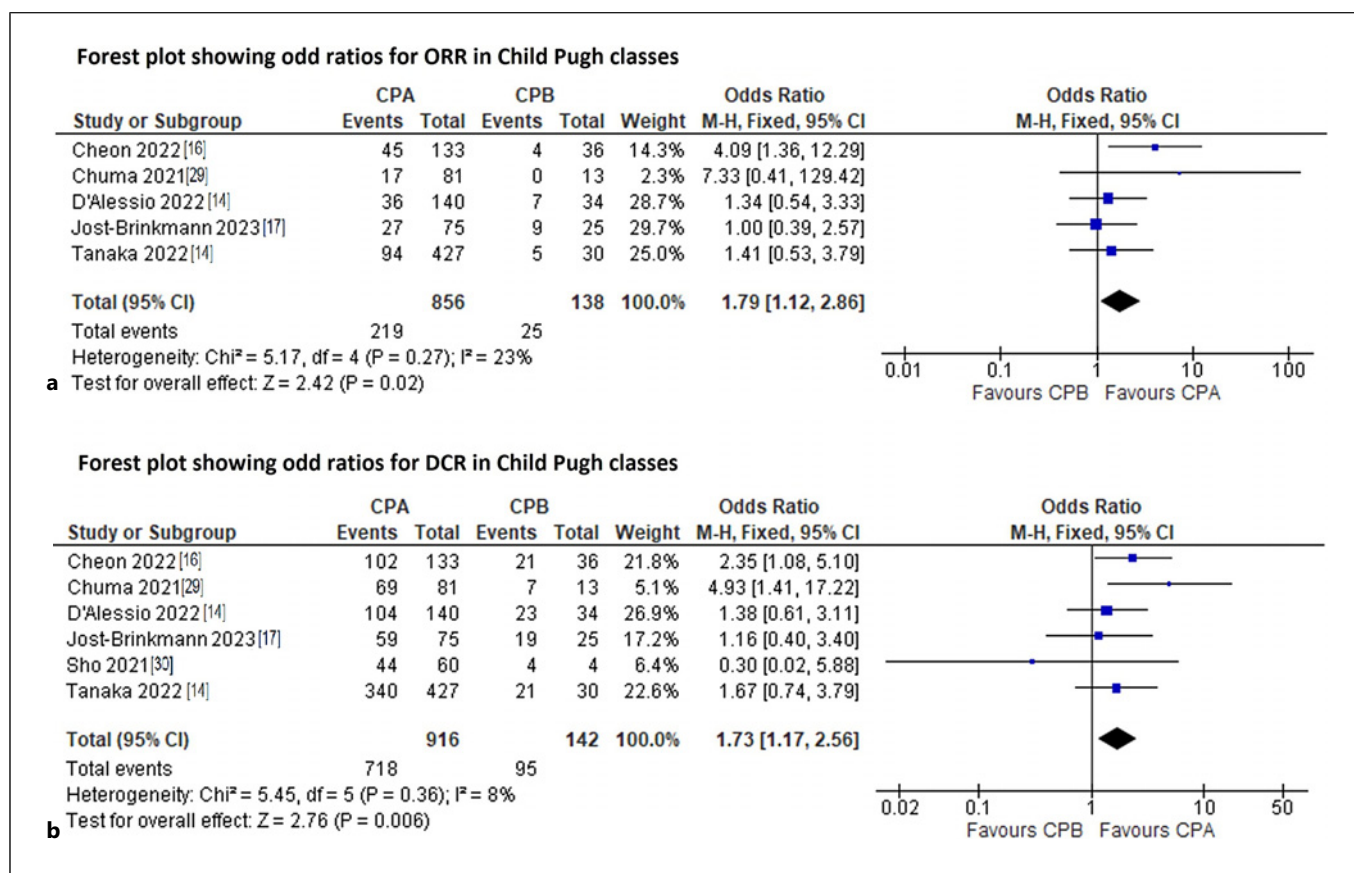 Forest plot showing odd ratios for ORR in Child Pugh classes
CPA CPB Odds Ratio Odds Ratio
Study or Subgroup Events Total Events Total Weight M-H, Fixed, 95% CI M-H, Fixed, 95% CI
Cheon 2022[16] 45 133 4 36 14.3% 4.09 [1.36, 12.29]
Chuma 2021[29] 17 81 0 13 2.3% 7.33 [0.41, 129.42]
D'Alessio 2022[14] 36 140 7 34 28.7% 1.34 [0.54, 3.33]
Jost-Brinkmann 2023[17] 27 75 9 25 29.7% 1.00 [0.39, 2.57]
Tanaka 2022[14] 94 427 5 30 25.0% 1.41 [0.53, 3.79]
Total (95% CI) 856 138 100.0% 1.79 [1.12, 2.86]
Total events 219 25
Heterogeneity: Chi² = 5.17, df = 4 (P = 0.27); I² = 23%
0.01 0.1 1 10 100
a Test for overall effect: Z = 2.42 (P = 0.02)
Favours CPB Favours CPA
Forest plot showing odd ratios for DCR in Child Pugh classes
CPA CPB Odds Ratio Odds Ratio
Study or Subgroup Events Total Events Total Weight M-H, Fixed, 95% CI M-H, Fixed, 95% CI
Cheon 2022[16] 102 133 21 36 21.8% 2.35 [1.08, 5.10]
Chuma 2021[29] 69 81 7 13 5.1% 4.93 [1.41, 17.22]
D'Alessio 2022[14] 104 140 23 34 26.9% 1.38 [0.61, 3.11]
Jost-Brinkmann 2023[17] 59 75 19 25 17.2% 1.16 [0.40, 3.40]
Sho 2021[30] 44 60 4 4 6.4% 0.30 [0.02, 5.88]
Tanaka 2022 [14] 340 427 21 30 22.6% 1.67 [0.74, 3.79]
Total (95% CI) 916 142 100.0% 1.73 [1.17, 2.56]
Total events 718 95
Heterogeneity: Chi² = 5.45, df = 5 (P = 0.36); I² = 8%
0.02 0.1 1 10 50
b Test for overall effect: Z = 2.76 (P = 0.006)
Favours CPB Favours CPA